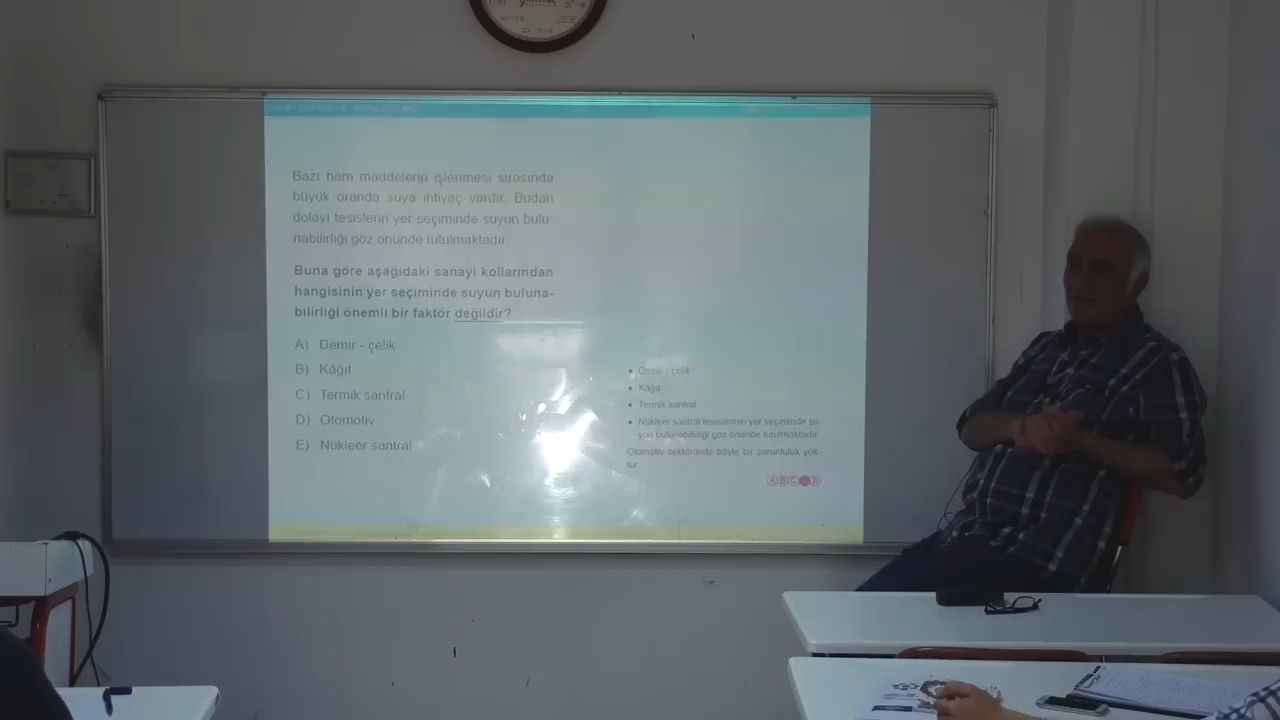 Bazı ham maddelerin işlenmesi sırasında
büyük oranda suya ihtiyaç vardır. Budan
dolayı tesislerin yer seçiminde suyun bulu-
nabilirliği göz önünde tutulmaktadır.
Buna göre aşağıdaki sanayi kollarından
hangisinin yer seçiminde suyun buluna-
bilirliği önemli bir faktör değildir?
A) Demir - çelik
B) Kâğıt
C) Termik santral
D) Otomotiv
E) Nükleer santral
• Demir - çelik
• Kâğıt
• Termik santral
• Nükleer santral tesislerinin yer seçiminde su-
yun bulunabilirliği göz önünde tutulmaktadır.
Otomotiv sektöründe böyle bir zorunluluk yok-
tur.
A B C E